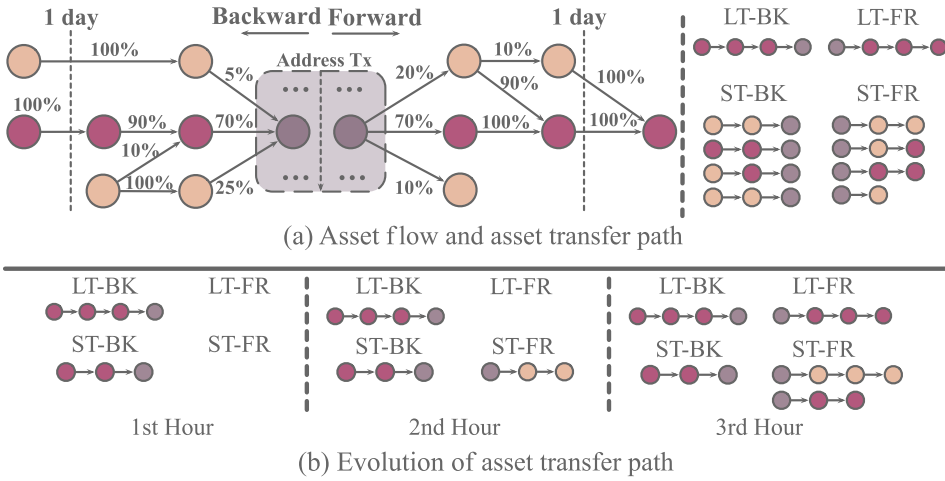 1 day
Backward
Forward
1 day
LT-BK
LT-FR
100%
Address Tx
10%
5%
20%
100%
90%
100%
90%
70%
70%
100%
100%
ST-BK
ST-FR
10%
100%
25%
10%
(a) Asset flow and asset transfer path
LT-BK
LT-FR
LT-BK
LT-FR
LT-BK
LT-FR
ST-BK
ST-FR
ST-BK
ST-FR
ST-BK
ST-FR
1st Hour
2nd Hour
3rd Hour
(b) Evolution of asset transfer path